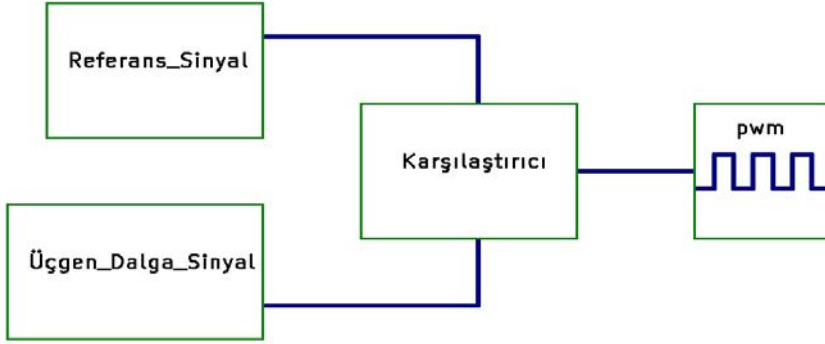 Referans_Sinyal
Karşılaştırıcı
pwm
Üçgen_Dalga_Sinyal